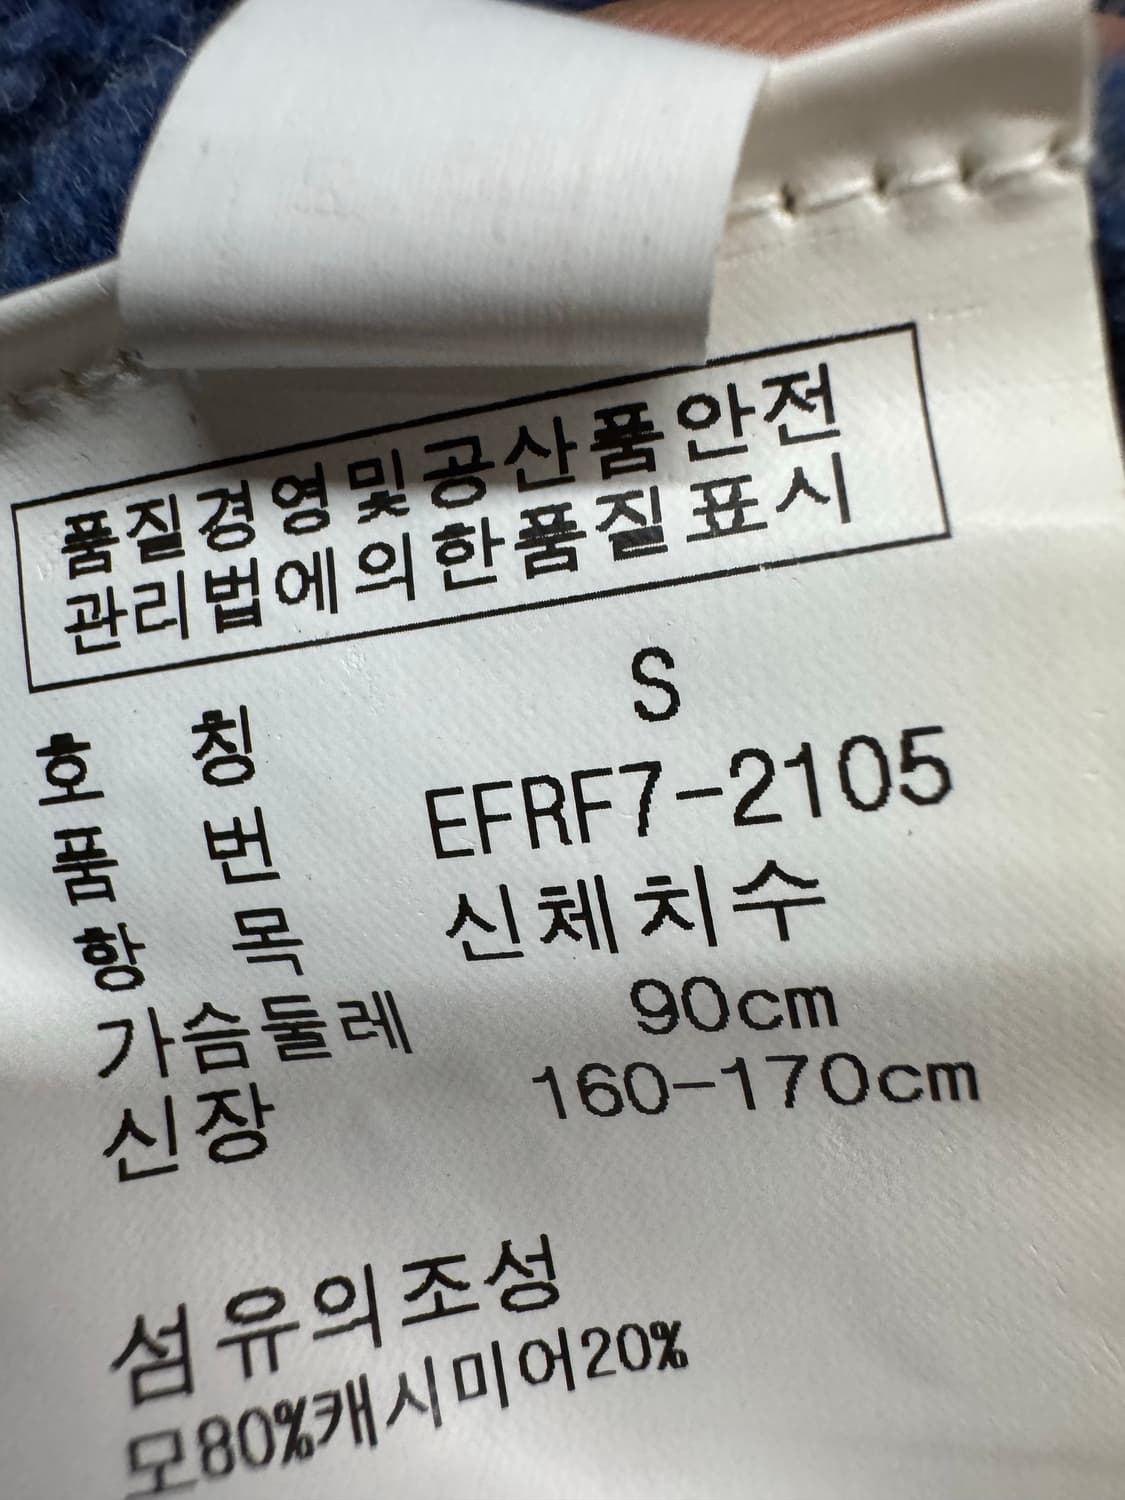 품질경영및공산품안전
관리법에의한품질표시
호 칭 S
품 번 EFRF7-2105
항 목 신체치수
가슴둘레 90cm
신장 160-170cm
섬유의조성
모80%캐시미어20%